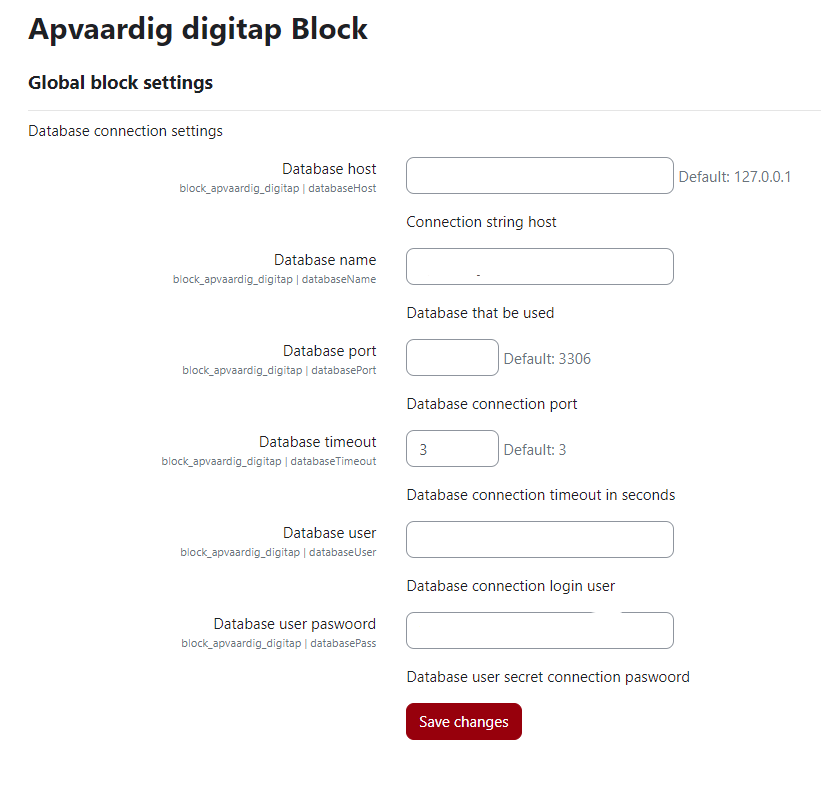 Apvaardig digitap Block
Global block settings
Database connection settings
Database host
block_apvaardig_digitap | databaseHost
Default: 127.0.0.1
Connection string host
Database name
block_apvaardig_digitap | databaseName
Database that be used
Database port
block_apvaardig_digitap | databasePort
Default: 3306
Database connection port
Database timeout
block_apvaardig_digitap | databaseTimeout
3 Default: 3
Database connection timeout in seconds
Database user
block_apvaardig_digitap | databaseUser
Database connection login user
Database user paswoord
block_apvaardig_digitap | databasePass
Database user secret connection paswoord
Save changes